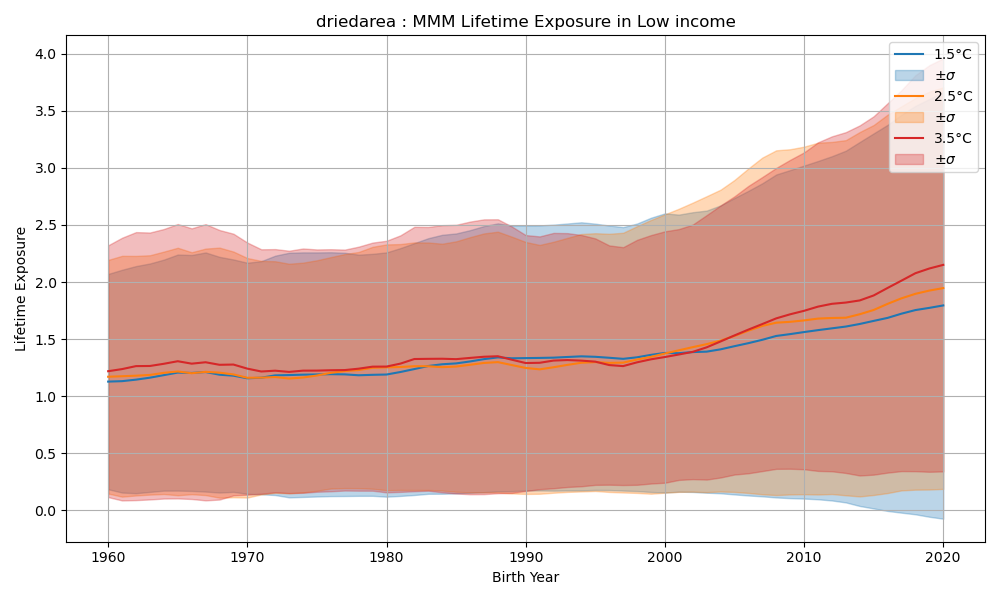 driedarea : MMM Lifetime Exposure in Low income
4.0
3.5
3.0
2.5
2.0
1.5
1.0
0.5
0.0
Lifetime Exposure
1960 1970 1980 1990 2000 2010 2020
Birth Year
1.5°C
±σ
2.5°C
±σ
3.5°C
±σ